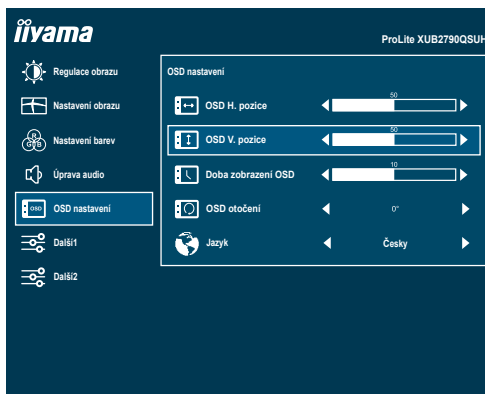 iiyama
ProLite XUB2790QSUH
Regulace obrazu
Nastavení obrazu
R
G B
Nastavení barev
Úprava audio
OSD
OSD nastavení
Další1
Další2
OSD nastavení
OSD H. pozice
50
OSD V. pozice
50
Doba zobrazení OSD
10
OSD otočení
0°
Jazyk
Česky